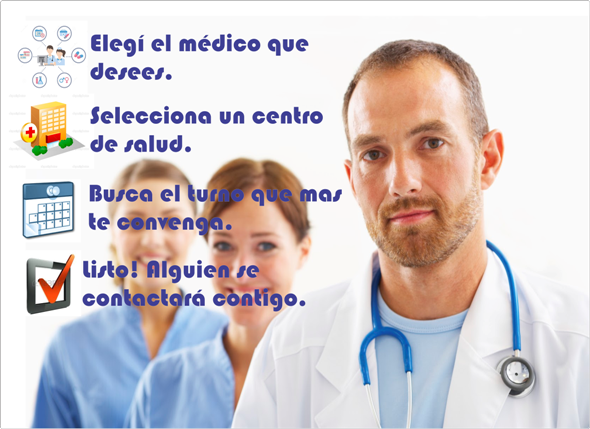 Elegí el médico que
desees.
Selecciona un centro
de salud.
Busca el turno que mas
te convenga.
Listo! Alguien se
contactará contigo.